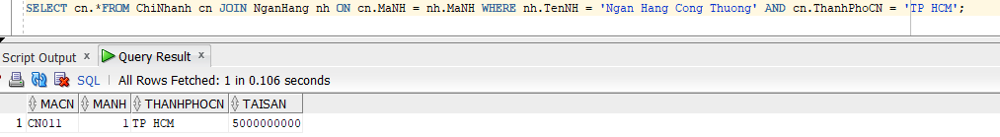 SELECT cn.*FROM ChiNhanh cn JOIN NganHang nh ON cn.MaNH = nh.MaNH WHERE nh.TenNH = 'Ngan Hang Cong Thuong' AND cn.ThanhPhoCN = 'TP HCM';
Script Output x Query Result x
SQL All Rows Fetched: 1 in 0.106 seconds
MACN MANH THANHPHOCN TAISAN
1 CN011 1 TP HCM 5000000000